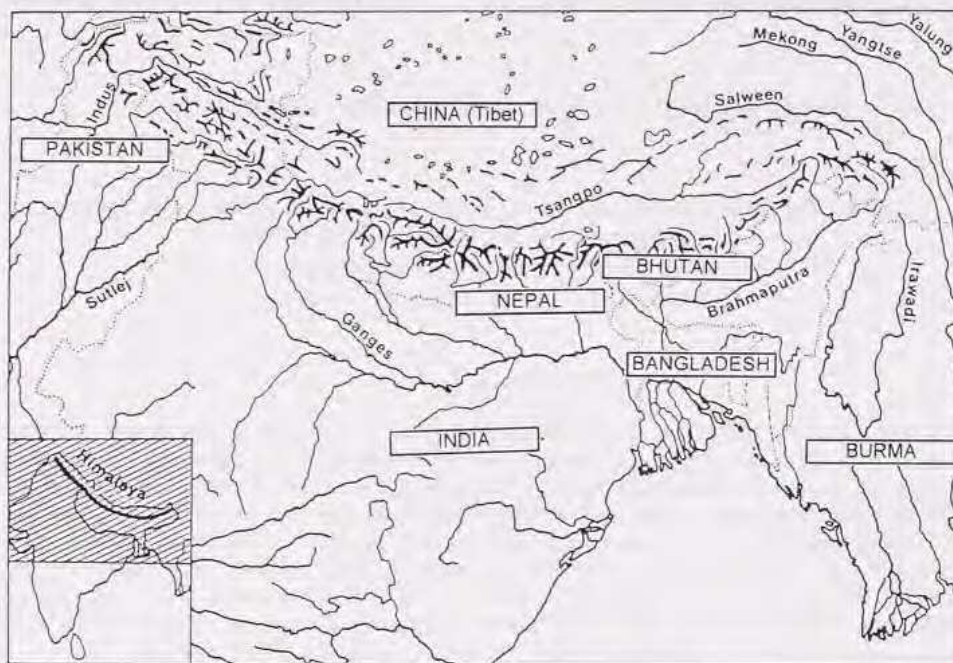 Yalung
Yangtse
Mekong
Salween
CHINA (Tibet)
Indus
PAKISTAN
Tsangpo
BHUTAN
NEPAL
Brahmaputra
Irawadi
Sutlej
Ganges
BANGLADESH
INDIA
BURMA
Himalaya